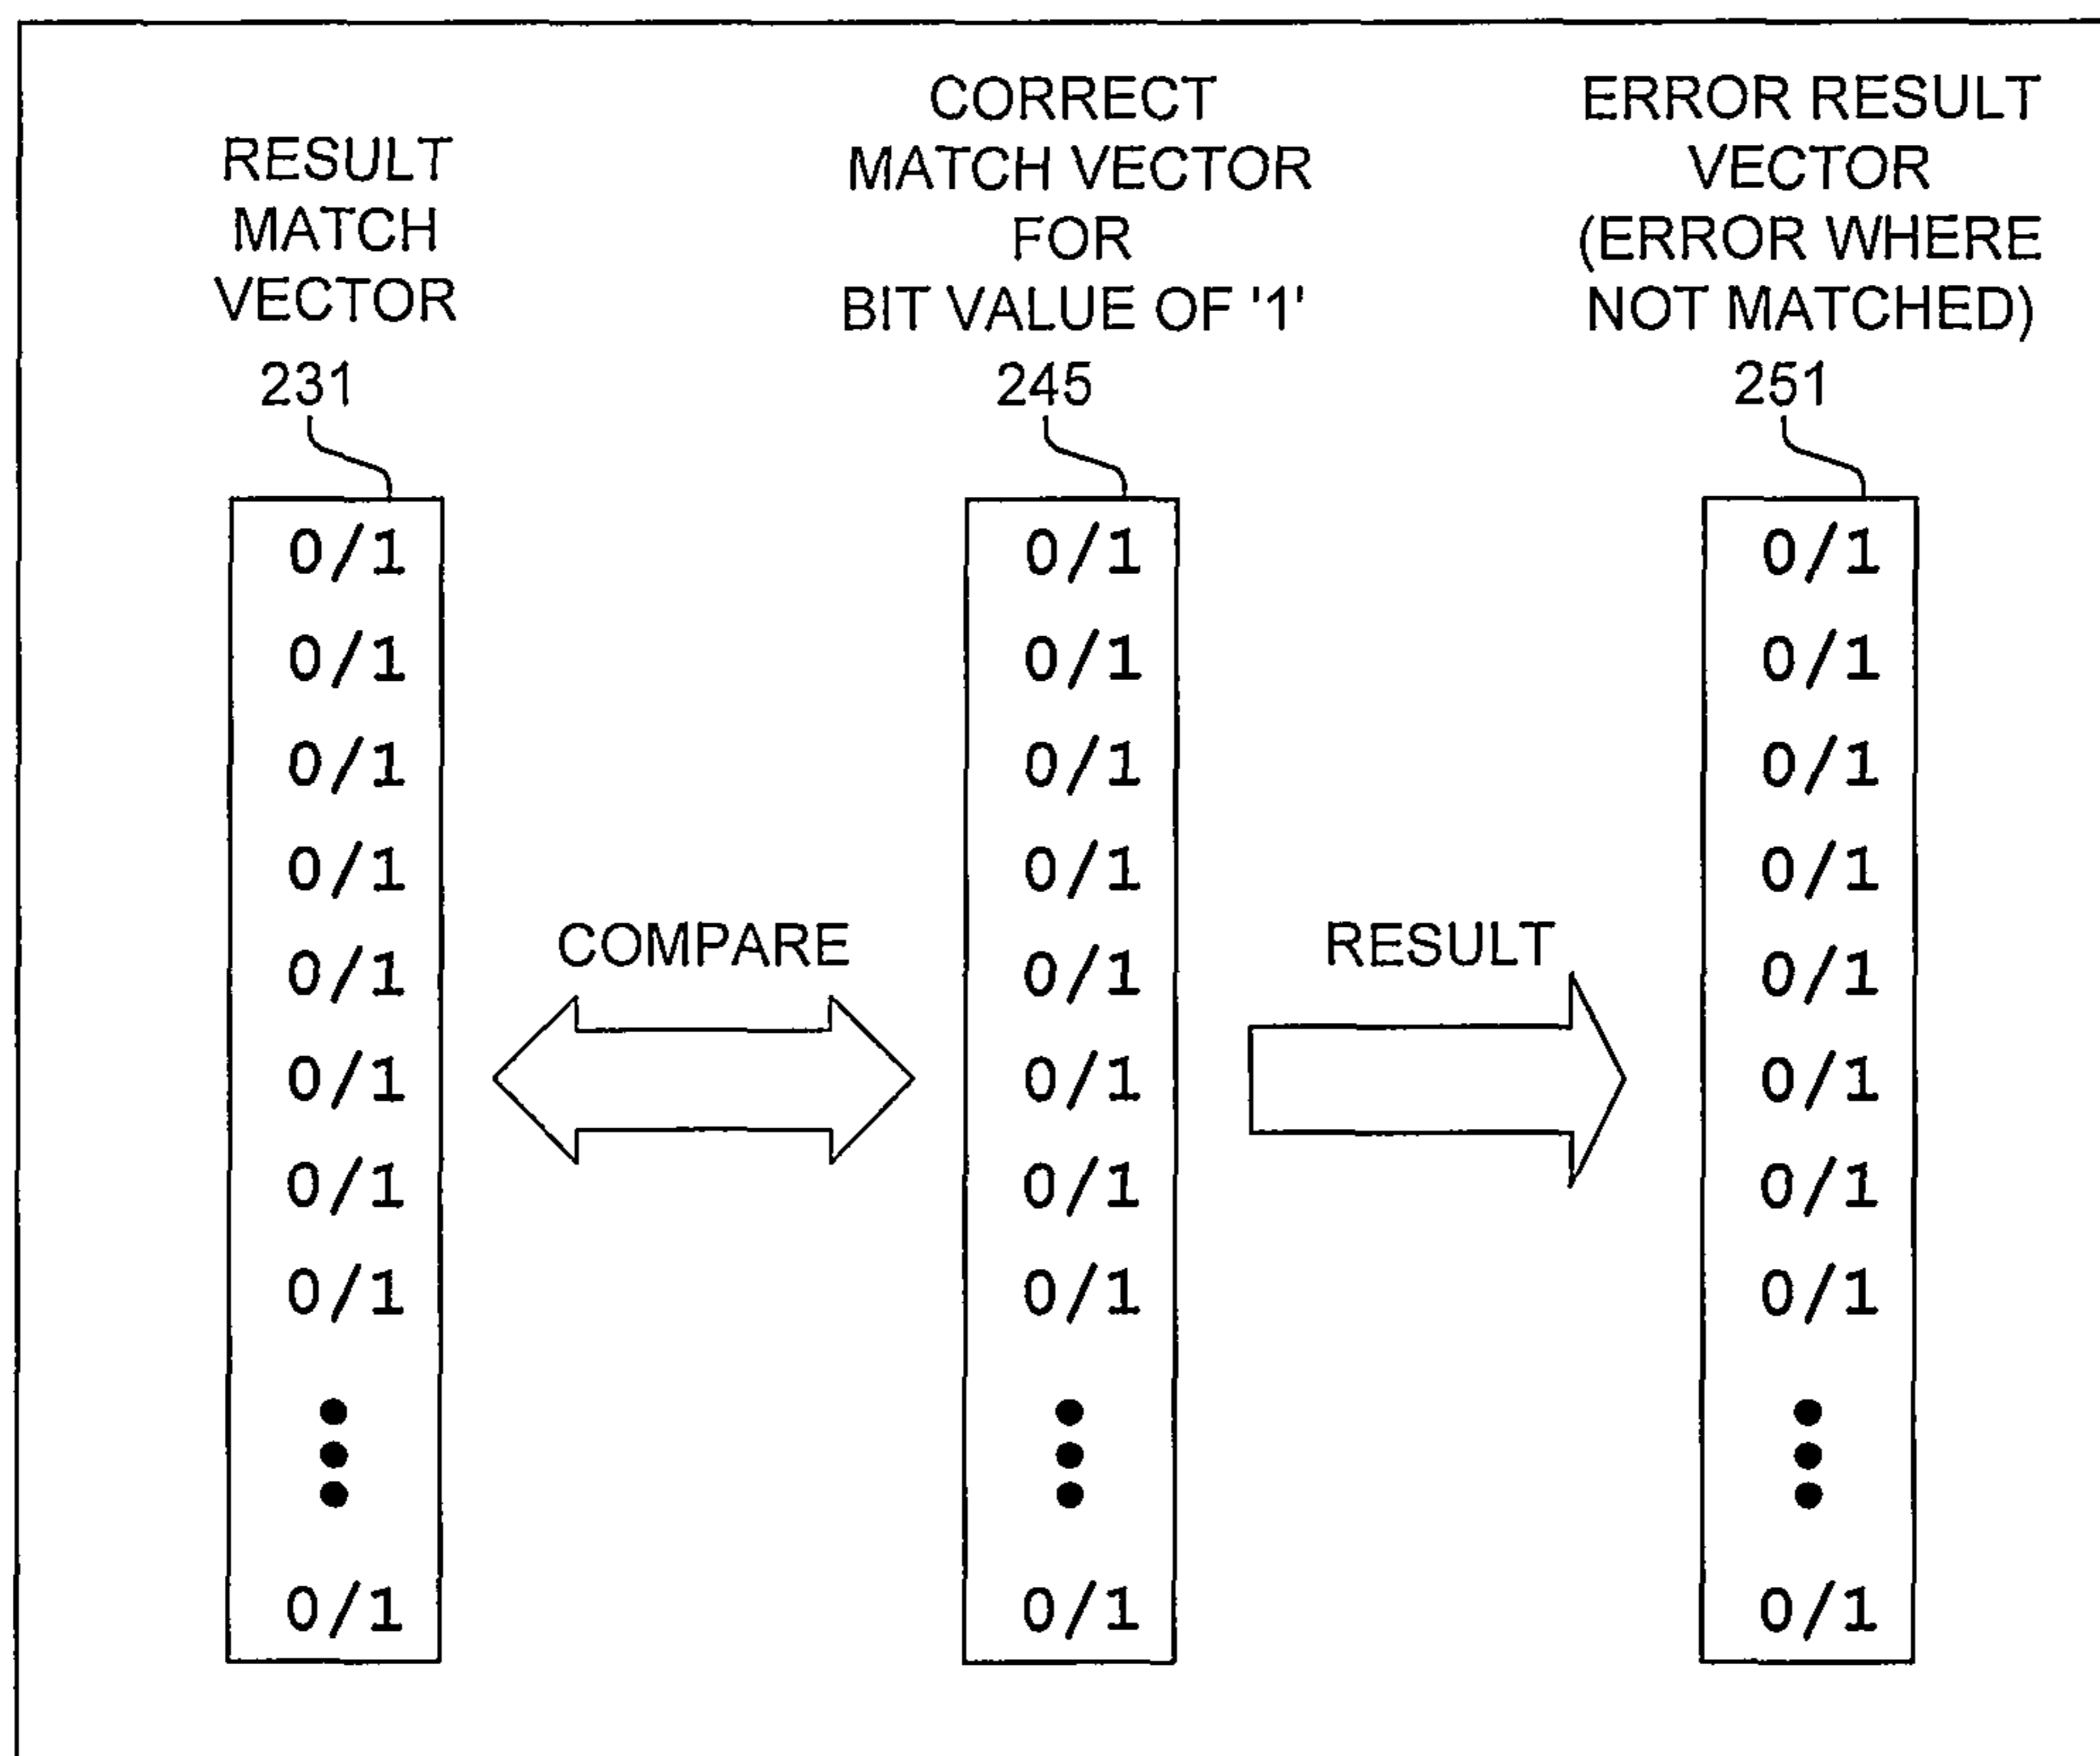 RESULT
MATCH
VECTOR
231
CORRECT
MATCH VECTOR
FOR
BIT VALUE OF '1'
245
ERROR RESULT
VECTOR
(ERROR WHERE
NOT MATCHED)
251
0/1
0/1
0/1
0/1
0/1
0/1
0/1
0/1
0/1
COMPARE
0/1
0/1
0/1
0/1
0/1
0/1
0/1
0/1
0/1
RESULT
0/1
0/1
0/1
0/1
0/1
0/1
0/1
0/1
0/1